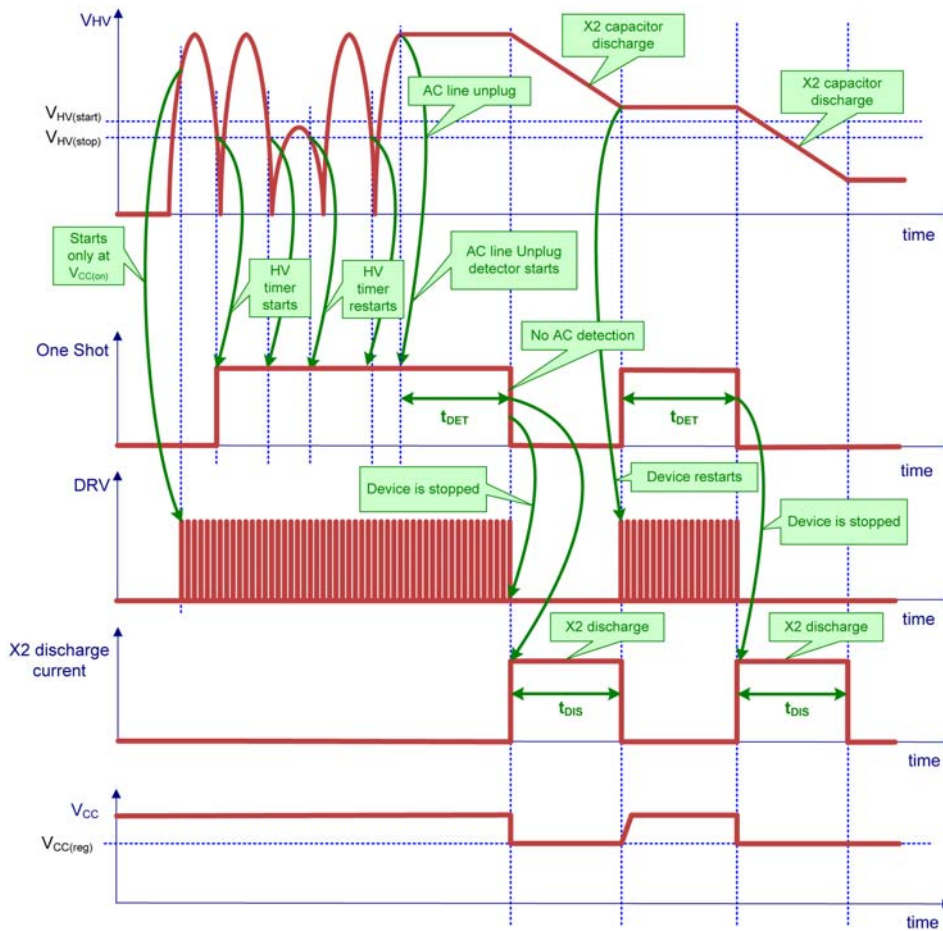 VHV
X2 capacitor
discharge
X2 capacitor
discharge
AC line unplug
VHV(start)
VHV(stop)
time
Starts
only at
VCC(on)
HV
timer
starts
HV
timer
restarts
AC line Unplug
detector starts
No AC detection
One Shot
tDET
tDET
time
DRV
Device is stopped
Device restarts
Device is stopped
time
X2 discharge
current
X2 discharge
X2 discharge
tDIS
tDIS
time
VCC
VCC(reg)
time